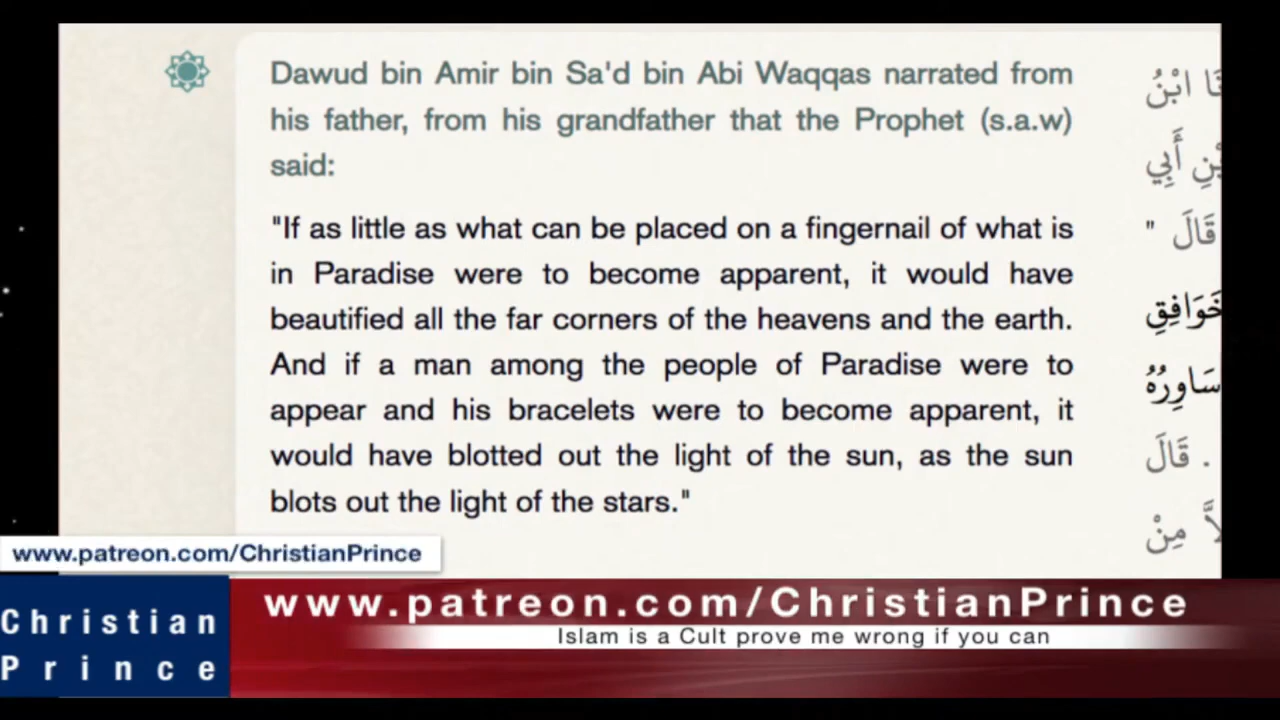 Dawud bin Amir bin Sa'd bin Abi Waqqas narrated from
his father, from his grandfather that the Prophet (s.a.w)
said:
"If as little as what can be placed on a fingernail of what is
in Paradise were to become apparent, it would have
beautified all the far corners of the heavens and the earth.
And if a man among the people of Paradise were to
appear and his bracelets were to become apparent, it
would have blotted out the light of the sun, as the sun
blots out the light of the stars."
أَبِي
قَالَ "
خَوَافِقِ
قَالَ .
مِنْ
www.patreon.com/ChristianPrince
www.patreon.com/ChristianPrince
Islam is a Cult prove me wrong if you can
Christian
Prince